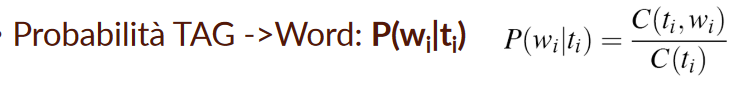 • Probabilità TAG ->Word: P(wᵢ|tᵢ) P(wᵢ|tᵢ) = C(tᵢ, wᵢ) / C(tᵢ)